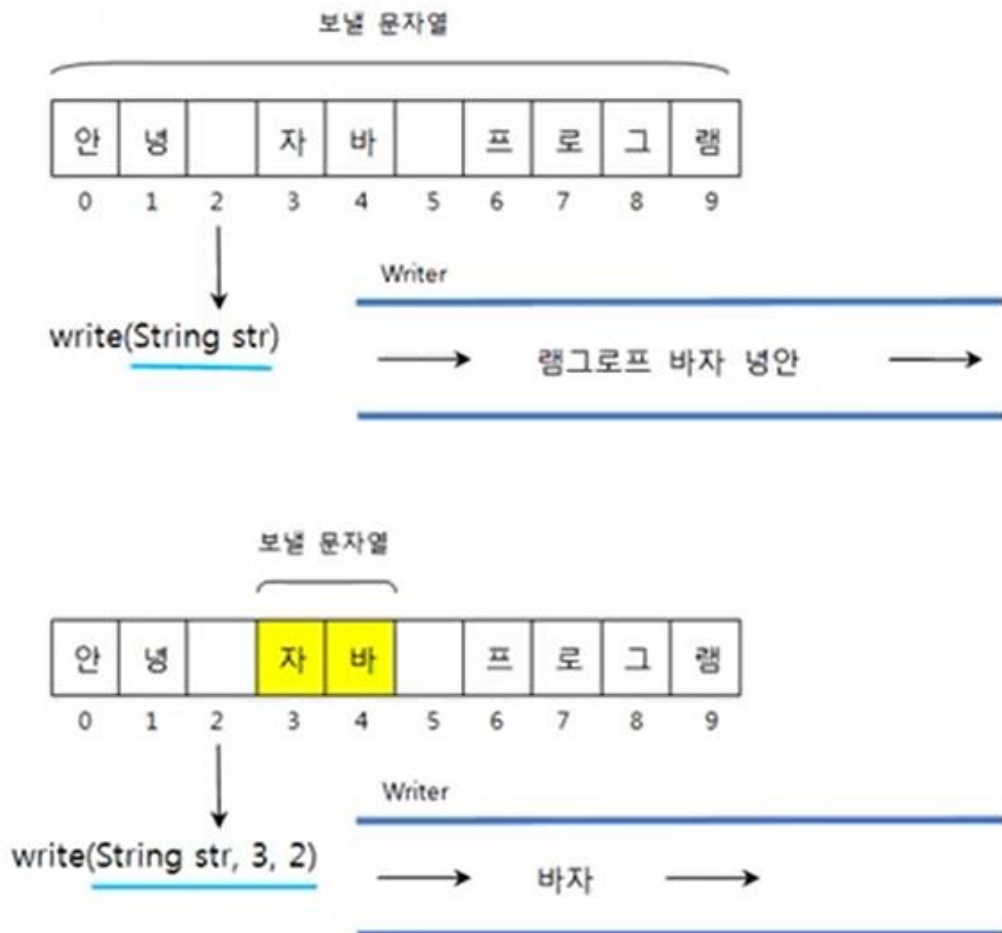 보낼 문자열
안 녕 자 바 프 로 그 램
0 1 2 3 4 5 6 7 8 9
Writer
write(String str)
램그로프 바자 녕안
보낼 문자열
안 녕 자 바 프 로 그 램
0 1 2 3 4 5 6 7 8 9
Writer
write(String str, 3, 2)
바자